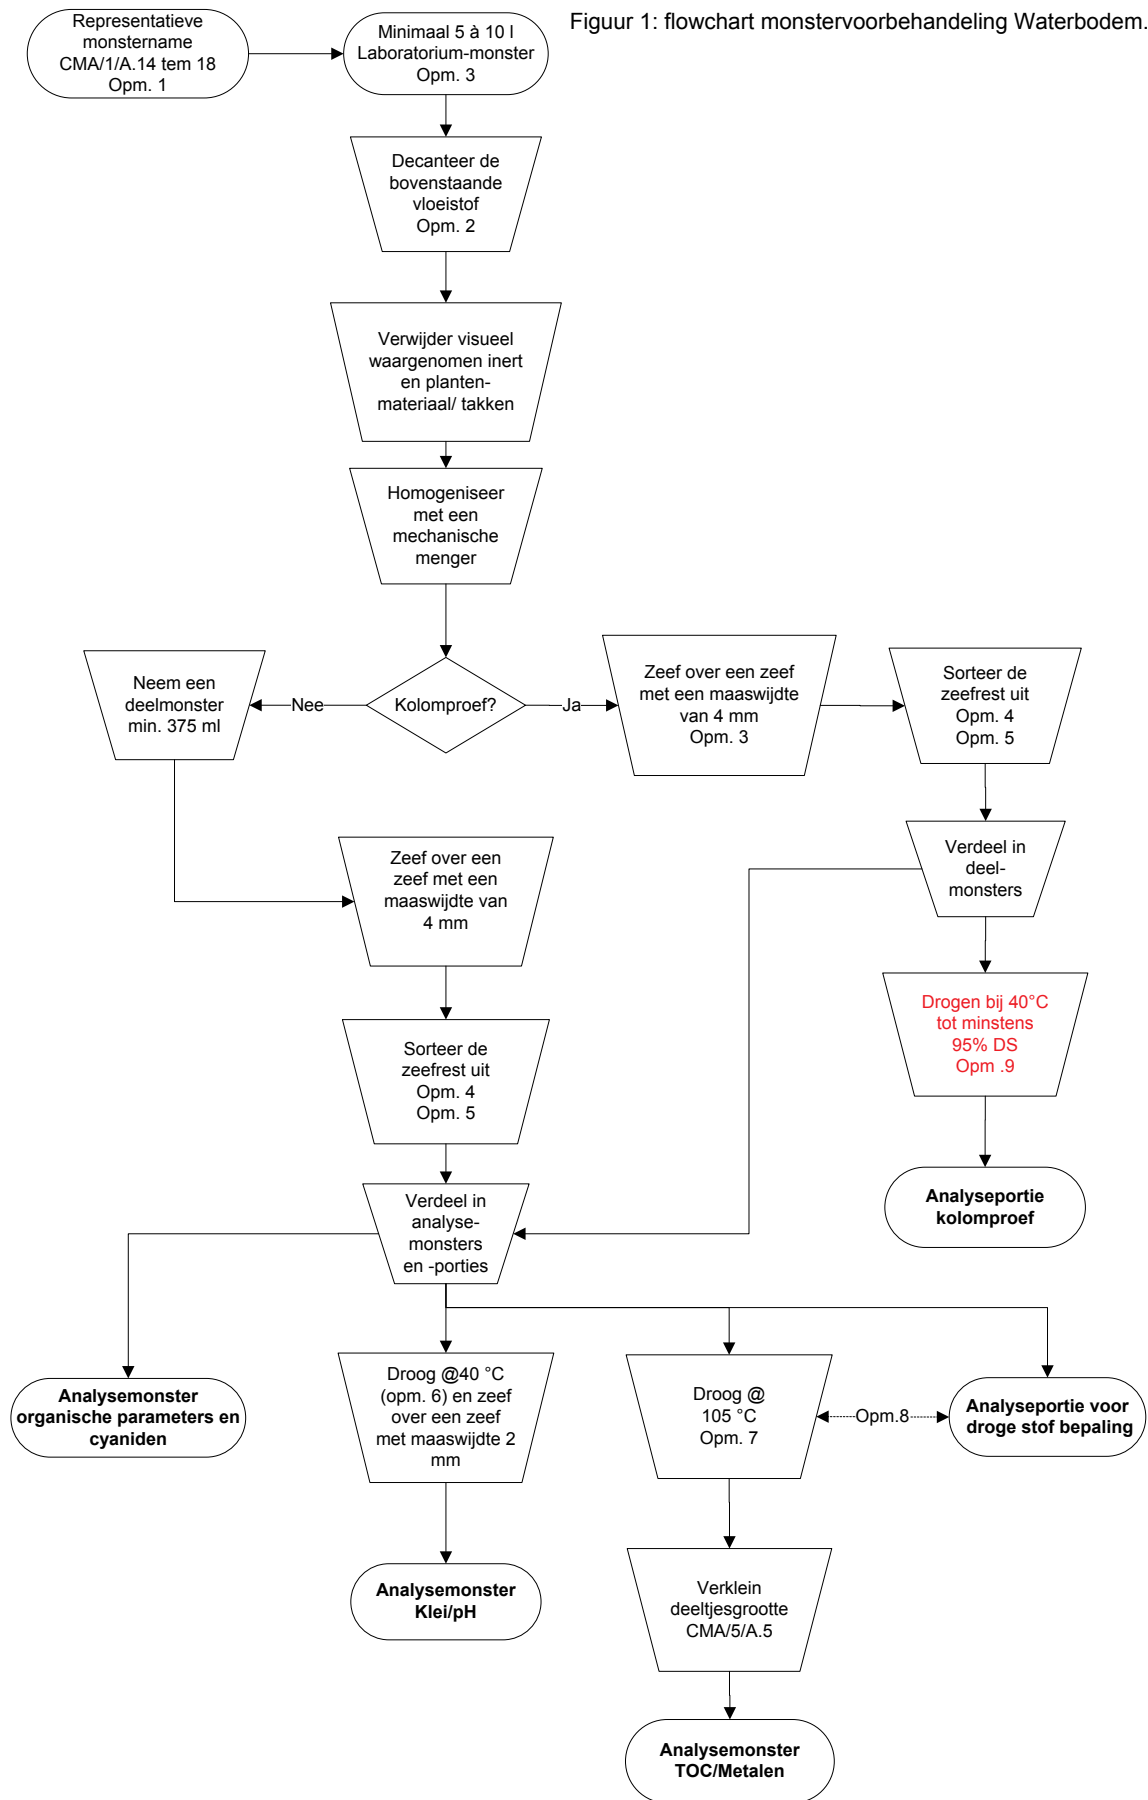 Figuur 1: flowchart monstervoorbehandeling Waterbodem.
Representatieve
monstername
CMA/1/A.14 tem 18
Opm. 1
Minimaal 5 à 10 l
Laboratorium-monster
Opm. 3
Decanteer de
bovenstaande
vloeistof
Opm. 2
Verwijder visueel
waargenomen inert
en planten-
materiaal/ takken
Homogeniseer
met een
mechanische
menger
Kolomproef?
Nee
Ja
Neem een
deelmonster
min. 375 ml
Zeef over een zeef
met een maaswijdte
van 4 mm
Opm. 3
Sorteer de
zeefrest uit
Opm. 4
Opm. 5
Verdeel in
deel-
monsters
Zeef over een
zeef met een
maaswijdte van
4 mm
Drogen bij 40°C
tot minstens
95% DS
Opm .9
Sorteer de
zeefrest uit
Opm. 4
Opm. 5
Analyseportie
kolomproef
Verdeel in
analyse-
monsters
en -porties
Analysemonster
organische parameters en
cyaniden
Droog @40 °C
(opm. 6) en zeef
over een zeef
met maaswijdte 2
mm
Droog @
105 °C
Opm. 7
Opm.8
Analyseportie voor
droge stof bepaling
Analysemonster
Klei/pH
Verklein
deeltjesgrootte
CMA/5/A.5
Analysemonster
TOC/Metalen